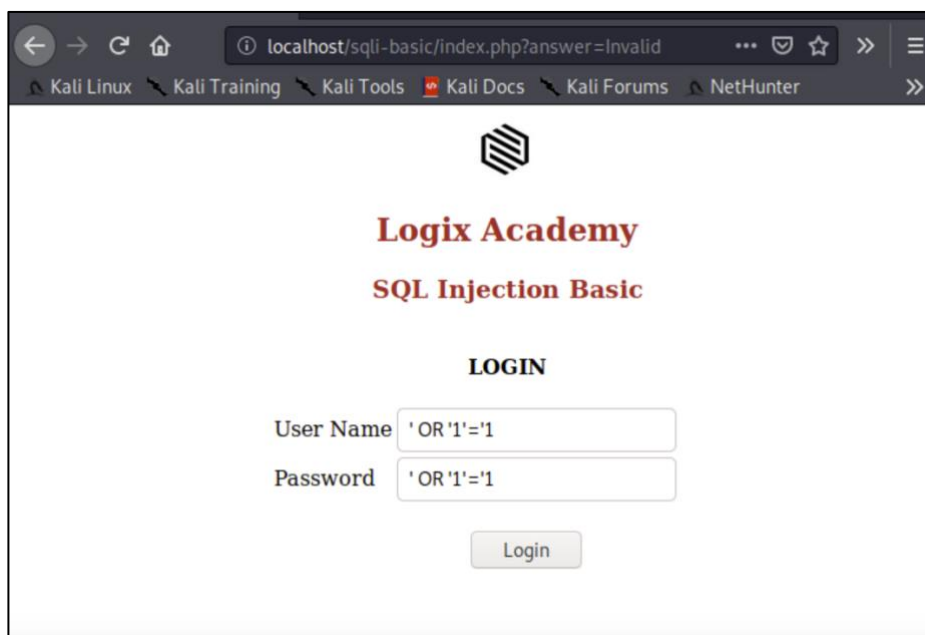 localhost/sqli-basic/index.php?answer=Invalid
Kali Linux Kali Training Kali Tools Kali Docs Kali Forums NetHunter
Logix Academy
SQL Injection Basic
LOGIN
User Name ' OR '1'='1
Password ' OR '1'='1
Login